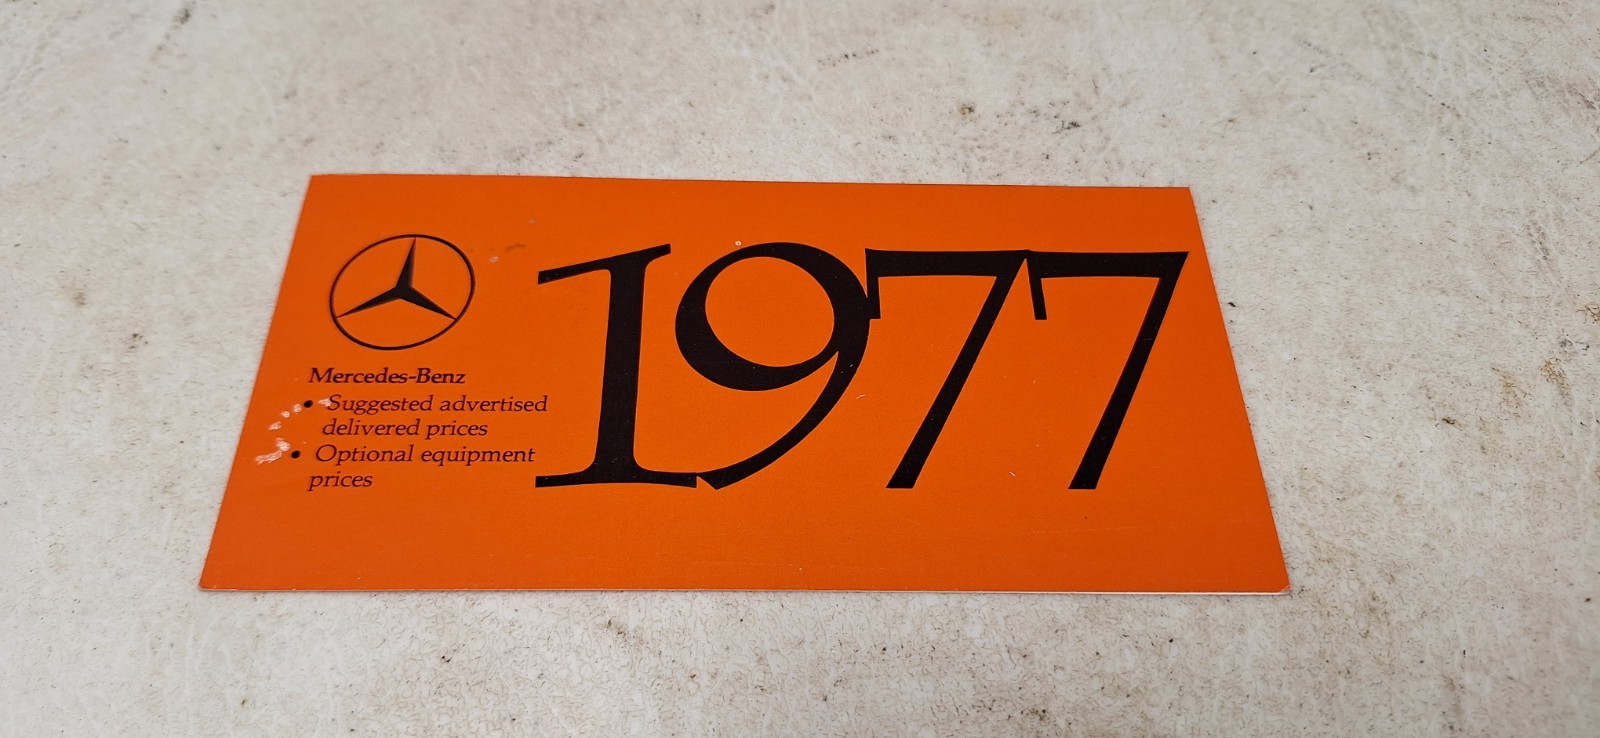 1977
Mercedes-Benz
• Suggested advertised
delivered prices
• Optional equipment
prices